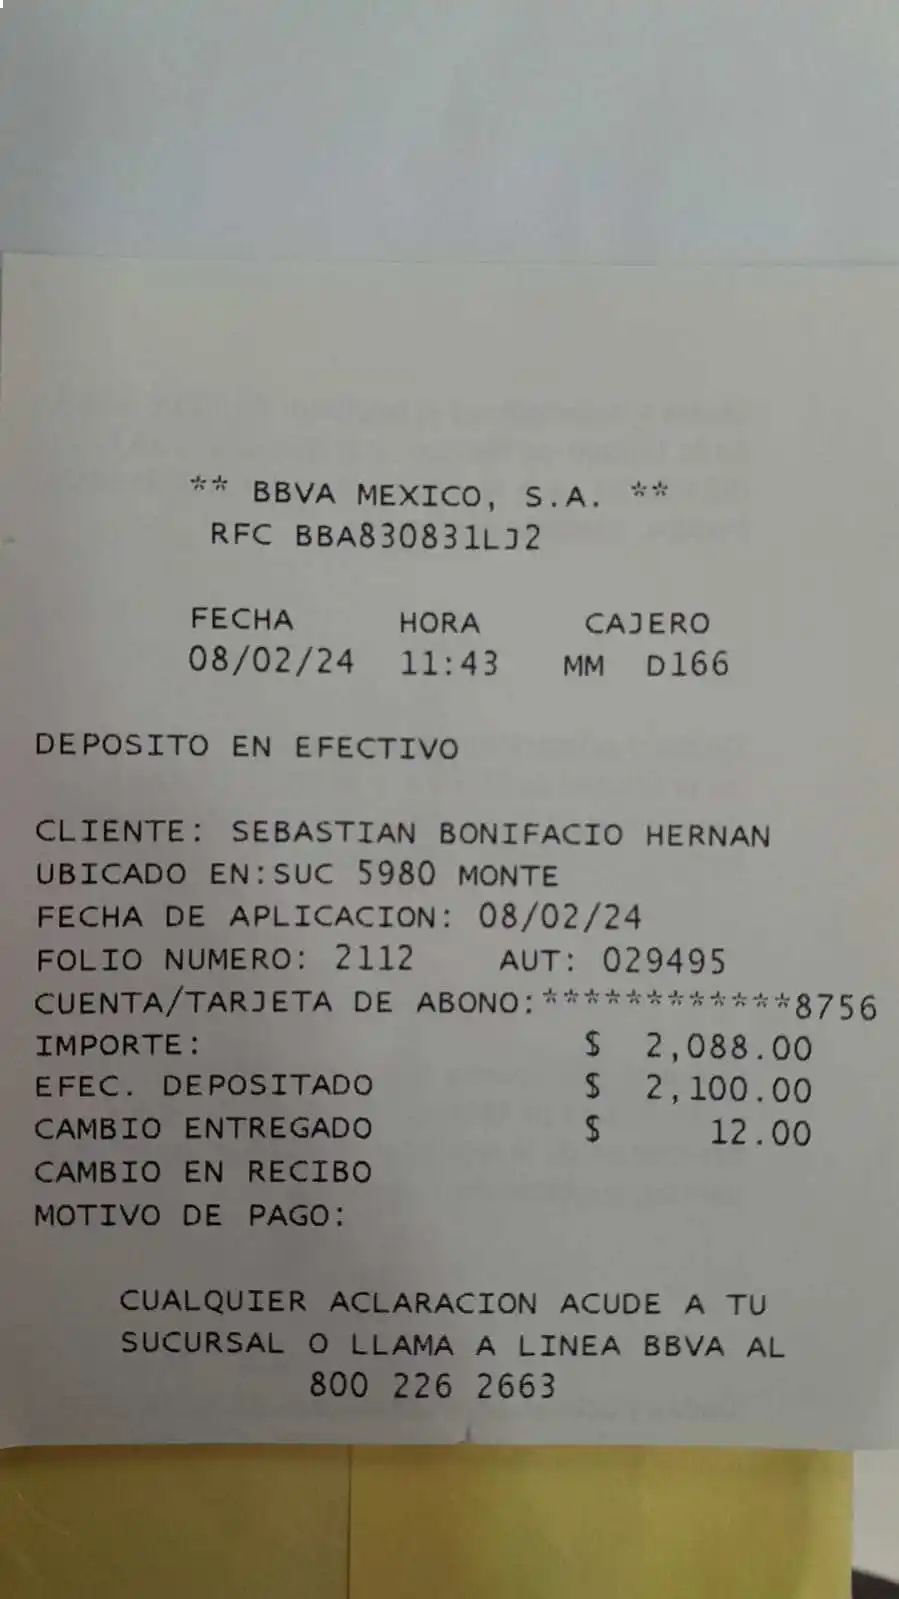 ** BBVA MEXICO, S.A. **
RFC BBA830831LJ2
FECHA HORA CAJERO
08/02/24 11:43 MM D166
DEPOSITO EN EFECTIVO
CLIENTE: SEBASTIAN BONIFACIO HERNAN
UBICADO EN:SUC 5980 MONTE
FECHA DE APLICACION: 08/02/24
FOLIO NUMERO: 2112 AUT: 029495
CUENTA/TARJETA DE ABONO:************8756
IMPORTE: $ 2,088.00
EFEC. DEPOSITADO $ 2,100.00
CAMBIO ENTREGADO $ 12.00
CAMBIO EN RECIBO
MOTIVO DE PAGO:
CUALQUIER ACLARACION ACUDE A TU
SUCURSAL O LLAMA A LINEA BBVA AL
800 226 2663